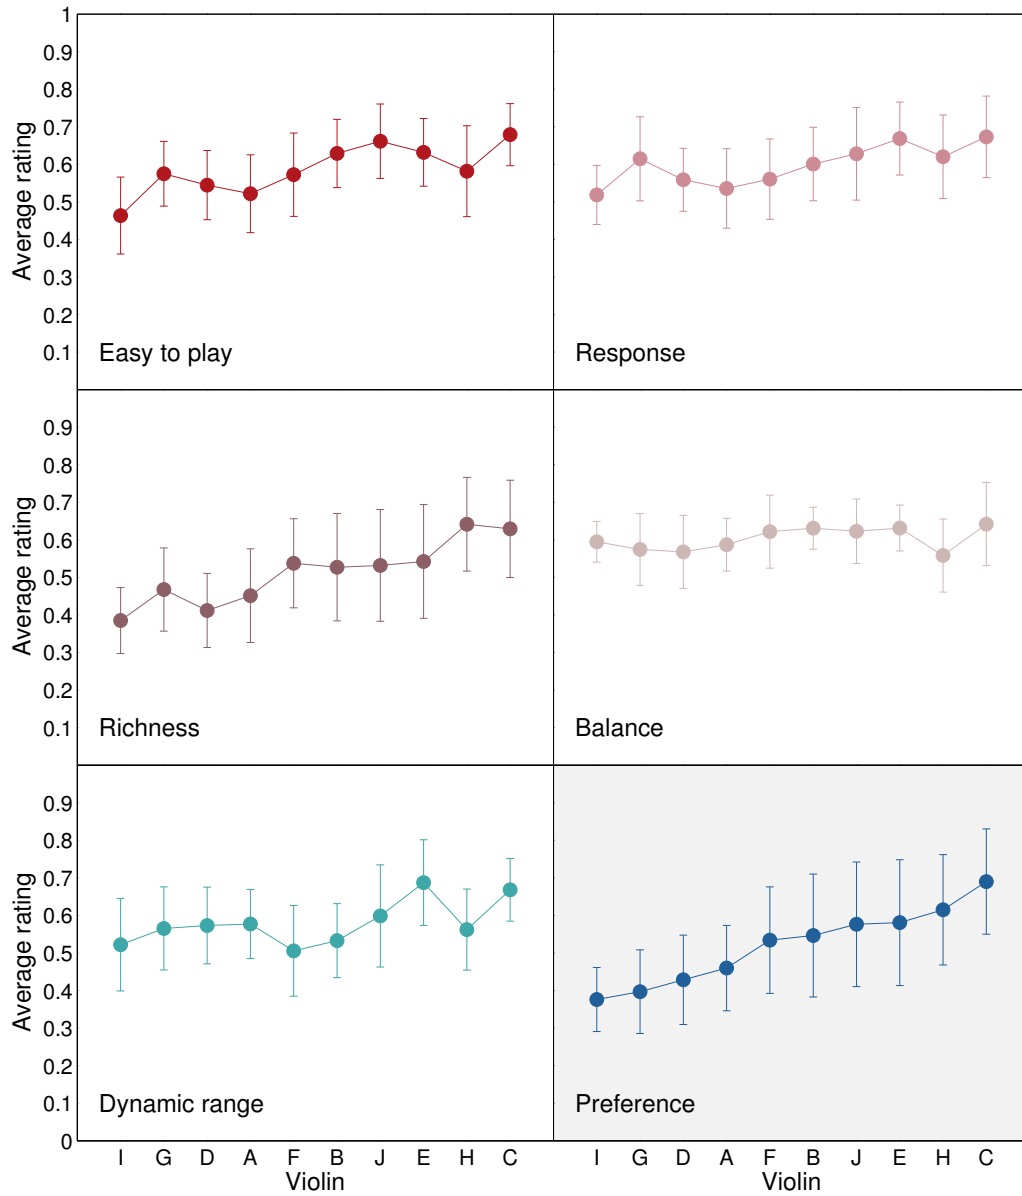 1
0.9
0.8
0.7
0.6
0.5
0.4
0.3
0.2
0.1
Average rating
Easy to play
Response
0.9
0.8
0.7
0.6
0.5
0.4
0.3
0.2
0.1
Average rating
Richness
Balance
0.9
0.8
0.7
0.6
0.5
0.4
0.3
0.2
0.1
0
Average rating
Dynamic range
Preference
I G D A F B J E H C
Violin
I G D A F B J E H C
Violin